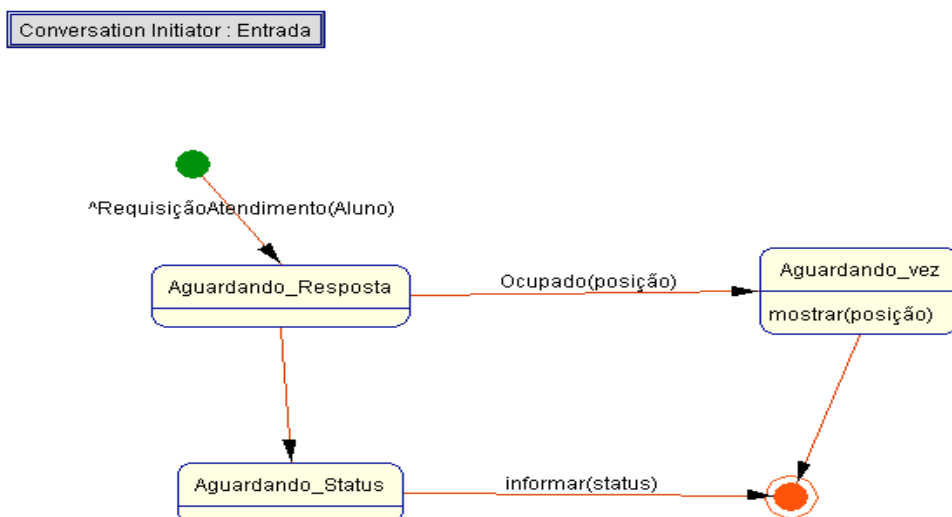 Conversation Initiator : Entrada
^RequisiçãoAtendimento(Aluno)
Aguardando_Resposta
Ocupado(posição)
Aguardando_vez
mostrar(posição)
Aguardando_Status
informar(status)